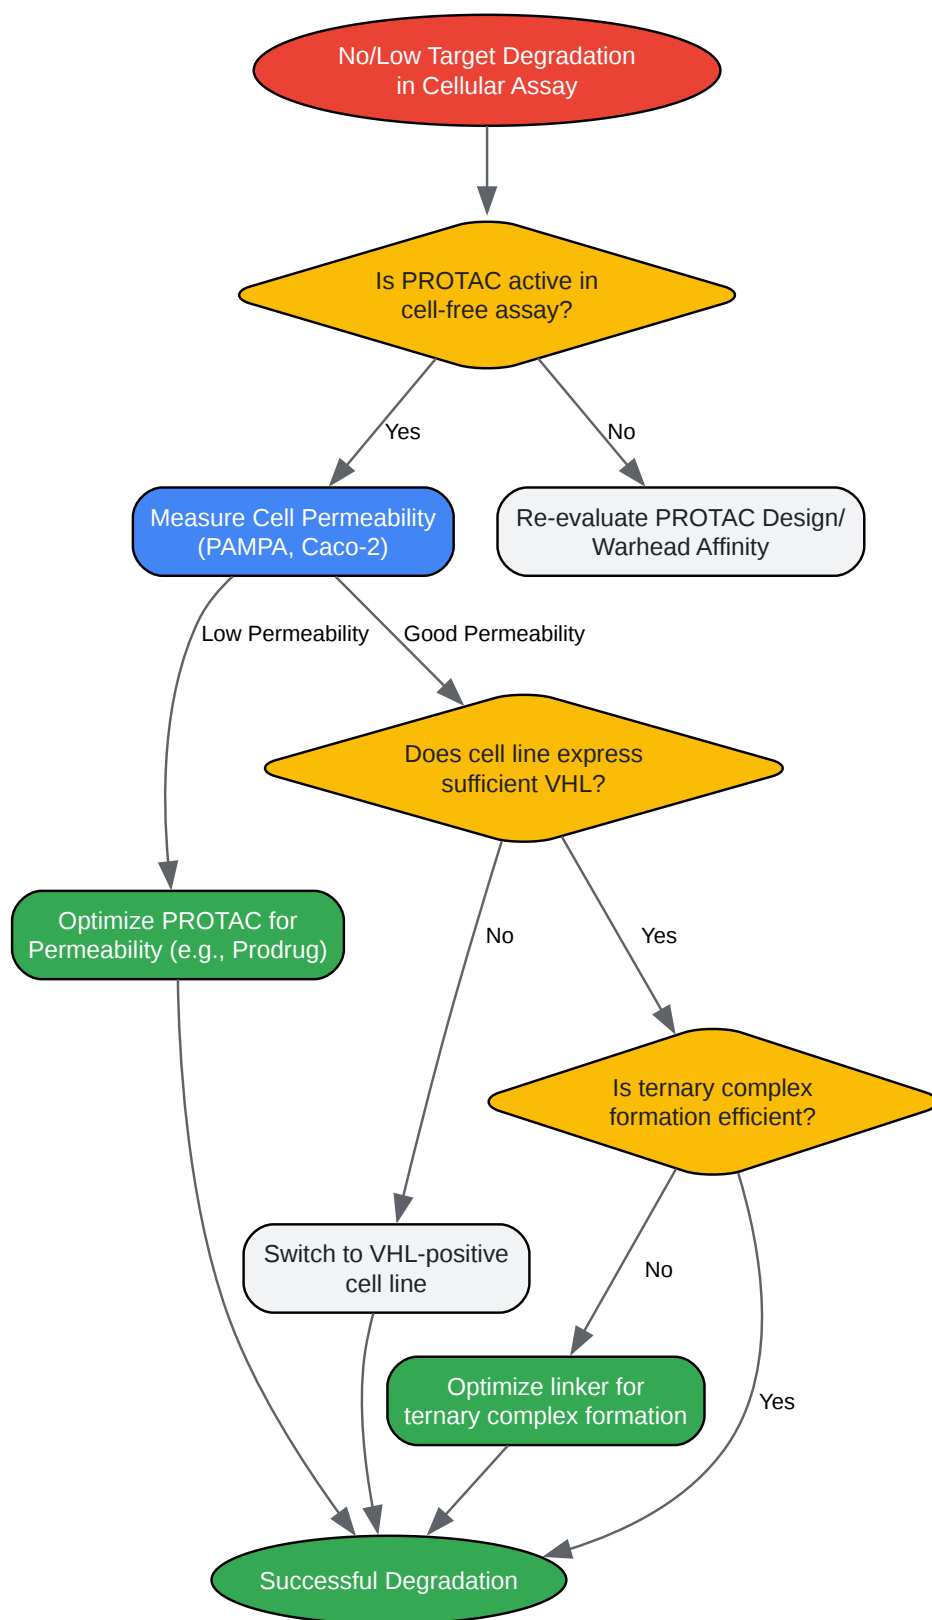 No/Low Target Degradation
in Cellular Assay
Is PROTAC active in
cell-free assay?
Yes
No
Measure Cell Permeability
(PAMPA, Caco-2)
Re-evaluate PROTAC Design/
Warhead Affinity
Low Permeability
Good Permeability
Does cell line express
sufficient VHL?
Optimize PROTAC for
Permeability (e.g., Prodrug)
No
Yes
Is ternary complex
formation efficient?
Switch to VHL-positive
cell line
No
Optimize linker for
ternary complex formation
Yes
Successful Degradation